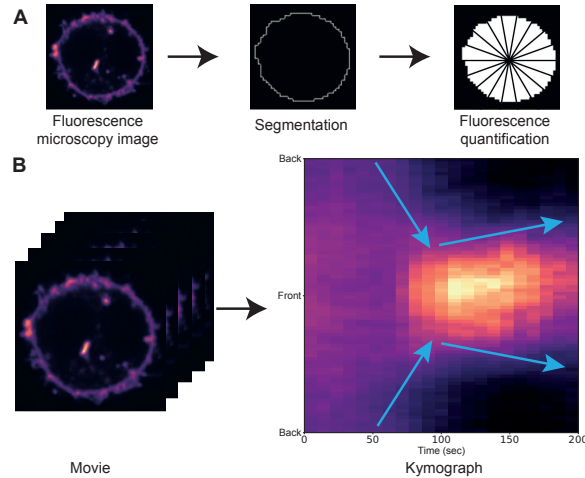 A
Fluorescence
microscopy image
Segmentation
Fluorescence
quantification
B
Back
Front
Back
0
50
100
150
200
Time (sec)
Movie
Kymograph